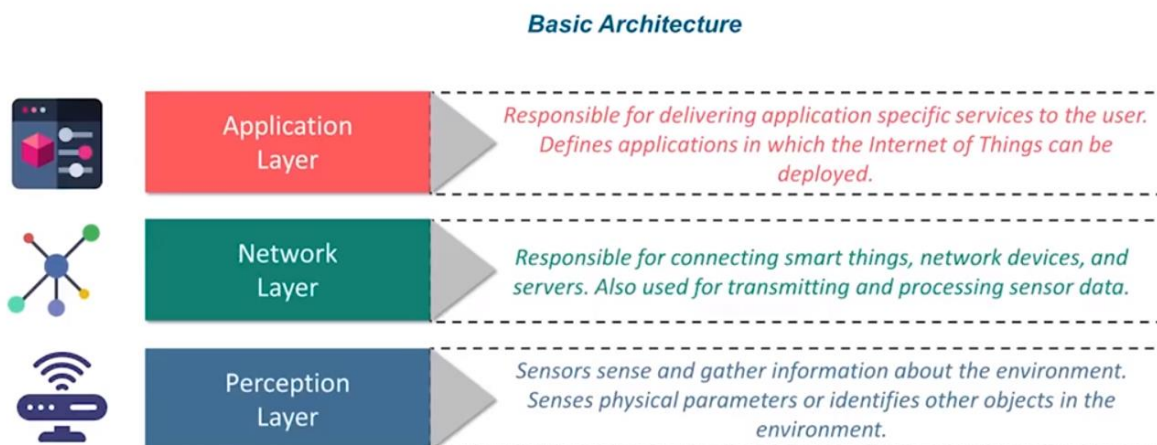 Basic Architecture
Application
Layer
Responsible for delivering application specific services to the user.
Defines applications in which the Internet of Things can be
deployed.
Network
Layer
Responsible for connecting smart things, network devices, and
servers. Also used for transmitting and processing sensor data.
Perception
Layer
Sensors sense and gather information about the environment.
Senses physical parameters or identifies other objects in the
environment.